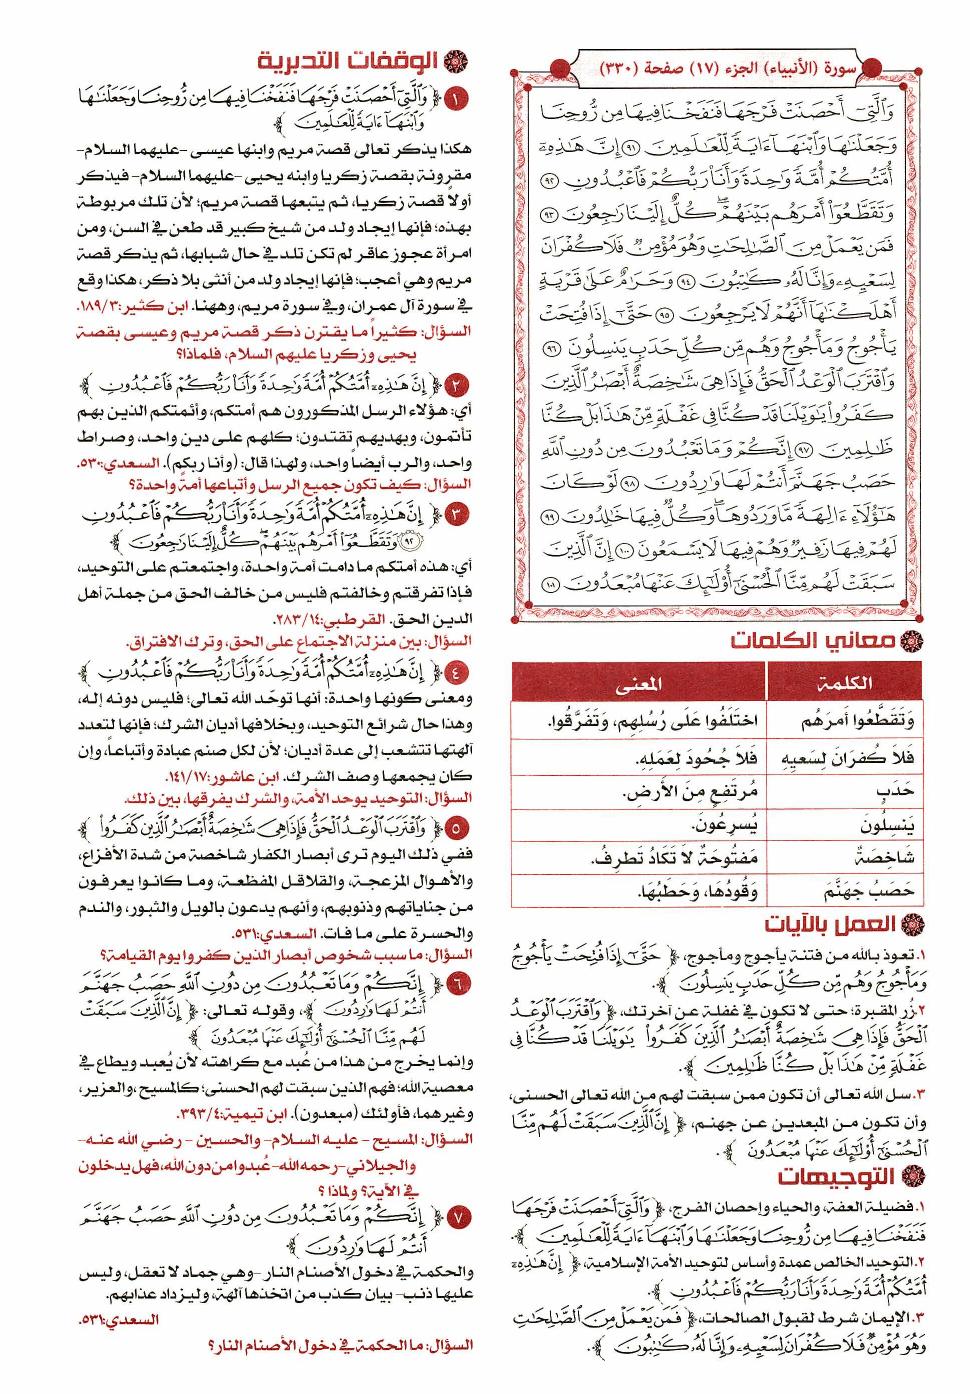 سورة (الأنبياء) الجزء (١٧) صفحة (٣٣٠)
وَٱلَّتِيٓ أَحۡصَنَتۡ فَرۡجَهَا فَنَفَخۡنَا فِيهَا مِن رُّوحِنَا
وَجَعَلۡنَٰهَا وَٱبۡنَهَآ ءَايَةٗ لِّلۡعَٰلَمِينَ ٩١ إِنَّ هَٰذِهِۦٓ
أُمَّتُكُمۡ أُمَّةٗ وَٰحِدَةٗ وَأَنَا۠ رَبُّكُمۡ فَٱعۡبُدُونِ ٩٢
وَتَقَطَّعُوٓاْ أَمۡرَهُم بَيۡنَهُمۡۖ كُلٌّ إِلَيۡنَا رَٰجِعُونَ ٩٣
فَمَن يَعۡمَلۡ مِنَ ٱلصَّٰلِحَٰتِ وَهُوَ مُؤۡمِنٞ فَلَا كُفۡرَانَ
لِسَعۡيِهِۦ وَإِنَّا لَهُۥ كَٰتِبُونَ ٩٤ وَحَرَٰمٌ عَلَىٰ قَرۡيَةٍ
أَهۡلَكۡنَٰهَآ أَنَّهُمۡ لَا يَرۡجِعُونَ ٩٥ حَتَّىٰٓ إِذَا فُتِحَتۡ
يَأۡجُوجُ وَمَأۡجُوجُ وَهُم مِّن كُلِّ حَدَبٖ يَنسِلُونَ ٩٦
وَٱقۡتَرَبَ ٱلۡوَعۡدُ ٱلۡحَقُّ فَإِذَا هِيَ شَٰخِصَةٌ أَبۡصَٰرُ ٱلَّذِينَ
كَفَرُواْ يَٰوَيۡلَنَا قَدۡ كُنَّا فِي غَفۡلَةٖ مِّنۡ هَٰذَا بَلۡ كُنَّا
ظَٰلِمِينَ ٩٧ إِنَّكُمۡ وَمَا تَعۡبُدُونَ مِن دُونِ ٱللَّهِ
حَصَبُ جَهَنَّمَ أَنتُمۡ لَهَا وَٰرِدُونَ ٩٨ لَوۡ كَانَ
هَٰٓؤُلَآءِ ءَالِهَةٗ مَّا وَرَدُوهَاۖ وَكُلّٞ فِيهَا خَٰلِدُونَ ٩٩
لَهُمۡ فِيهَا زَفِيرٞ وَهُمۡ فِيهَا لَا يَسۡمَعُونَ ١٠٠ إِنَّ ٱلَّذِينَ
سَبَقَتۡ لَهُم مِّنَّا ٱلۡحُسۡنَىٰٓ أُوْلَٰٓئِكَ عَنۡهَا مُبۡعَدُونَ ١٠١
معاني الكلمات
الكلمة المعنى
وَتَقَطَّعُوا أَمرَهُم اختَلَفُوا عَلَى رُسُلِهِم، وَتَفَرَّقُوا.
فَلاَ كُفرَانَ لِسَعيِهِ فَلاَ جُحُودَ لِعَمَلِهِ.
حَدَبٍ مُرتَفِعٍ مِنَ الأَرضِ.
يَنسِلُونَ يُسرِعُونَ.
شَاخِصَةٌ مَفتُوحَةٌ لاَ تَكَادُ تَطرِفُ.
حَصَبُ جَهَنَّمَ وَقُودُهَا، وَحَطَبُهَا.
العمل بالآيات
١. تعوذ بالله من فتنة يأجوج ومأجوج، ﴿ حَتَّىٰٓ إِذَا فُتِحَتۡ يَأۡجُوجُ
وَمَأۡجُوجُ وَهُم مِّن كُلِّ حَدَبٖ يَنسِلُونَ ﴾.
٢. زُر المقبرة؛ حتى لا تكون في غفلة عن آخرتك، ﴿ وَٱقۡتَرَبَ ٱلۡوَعۡدُ
ٱلۡحَقُّ فَإِذَا هِيَ شَٰخِصَةٌ أَبۡصَٰرُ ٱلَّذِينَ كَفَرُواْ يَٰوَيۡلَنَا قَدۡ كُنَّا فِي
غَفۡلَةٖ مِّنۡ هَٰذَا بَلۡ كُنَّا ظَٰلِمِينَ ﴾.
٣. سل الله تعالى أن تكون ممن سبقت لهم من الله تعالى الحسنى،
وأن تكون من المبعدين عن جهنم، ﴿ إِنَّ ٱلَّذِينَ سَبَقَتۡ لَهُم مِّنَّا
ٱلۡحُسۡنَىٰٓ أُوْلَٰٓئِكَ عَنۡهَا مُبۡعَدُونَ ﴾.
التوجيهات
١. فضيلة العفة، والحياء وإحصان الفرج، ﴿ وَٱلَّتِيٓ أَحۡصَنَتۡ فَرۡجَهَا
فَنَفَخۡنَا فِيهَا مِن رُّوحِنَا وَجَعَلۡنَٰهَا وَٱبۡنَهَآ ءَايَةٗ لِّلۡعَٰلَمِينَ ﴾.
٢. التوحيد الخالص عمدة وأساس لتوحيد الأمة الإسلامية، ﴿ إِنَّ هَٰذِهِۦٓ
أُمَّتُكُمۡ أُمَّةٗ وَٰحِدَةٗ وَأَنَا۠ رَبُّكُمۡ فَٱعۡبُدُونِ ﴾.
٣. الإيمان شرط لقبول الصالحات، ﴿ فَمَن يَعۡمَلۡ مِنَ ٱلصَّٰلِحَٰتِ
وَهُوَ مُؤۡمِنٞ فَلَا كُفۡرَانَ لِسَعۡيِهِۦ وَإِنَّا لَهُۥ كَٰتِبُونَ ﴾.
الوقفات التدبرية
١ ﴿ وَٱلَّتِيٓ أَحۡصَنَتۡ فَرۡجَهَا فَنَفَخۡنَا فِيهَا مِن رُّوحِنَا وَجَعَلۡنَٰهَا
وَٱبۡنَهَآ ءَايَةٗ لِّلۡعَٰلَمِينَ ﴾
هكذا يذكر تعالى قصة مريم وابنها عيسى -عليهما السلام-
مقرونة بقصة زكريا وابنه يحيى -عليهما السلام- فيذكر
أولاً قصة زكريا، ثم يتبعها قصة مريم؛ لأن تلك مربوطة
بهذه؛ فإنها إيجاد ولد من شيخ كبير قد طعن في السن، ومن
امرأة عجوز عاقر لم تكن تلد في حال شبابها، ثم يذكر قصة
مريم وهي أعجب؛ فإنها إيجاد ولد من أنثى بلا ذكر، هكذا وقع
في سورة آل عمران، وفي سورة مريم، وههنا. ابن كثير:١٨٩/٣.
السؤال: كثيراً ما يقترن ذكر قصة مريم وعيسى بقصة
يحيى وزكريا عليهم السلام، فلماذا؟
٢ ﴿ إِنَّ هَٰذِهِۦٓ أُمَّتُكُمۡ أُمَّةٗ وَٰحِدَةٗ وَأَنَا۠ رَبُّكُمۡ فَٱعۡبُدُونِ ﴾
أي: هؤلاء الرسل المذكورون هم أمتكم، وأئمتكم الذين بهم
تأتمون، وبهديهم تقتدون؛ كلهم على دين واحد، وصراط
واحد، والرب أيضاً واحد، ولهذا قال: (وأنا ربكم). السعدي:٥٣٠.
السؤال: كيف تكون جميع الرسل وأتباعها أمة واحدة؟
٣ ﴿ إِنَّ هَٰذِهِۦٓ أُمَّتُكُمۡ أُمَّةٗ وَٰحِدَةٗ وَأَنَا۠ رَبُّكُمۡ فَٱعۡبُدُونِ
٩٢ وَتَقَطَّعُوٓاْ أَمۡرَهُم بَيۡنَهُمۡۖ كُلٌّ إِلَيۡنَا رَٰجِعُونَ ﴾
أي: هذه أمتكم ما دامت أمة واحدة، واجتمعتم على التوحيد،
فإذا تفرقتم وخالفتم فليس من خالف الحق من جملة أهل
الدين الحق. القرطبي:٢٨٣/١٤.
السؤال: بين منزلة الاجتماع على الحق، وترك الافتراق.
٤ ﴿ إِنَّ هَٰذِهِۦٓ أُمَّتُكُمۡ أُمَّةٗ وَٰحِدَةٗ وَأَنَا۠ رَبُّكُمۡ فَٱعۡبُدُونِ ﴾
ومعنى كونها واحدة: أنها توحّد الله تعالى؛ فليس دونه إله،
وهذا حال شرائع التوحيد، وبخلافها أديان الشرك؛ فإنها لتعدد
آلهتها تتشعب إلى عدة أديان؛ لأن لكل صنم عبادة وأتباعاً، وإن
كان يجمعها وصف الشرك. ابن عاشور:١٤١/١٧.
السؤال: التوحيد يوحد الأمة، والشرك يفرقها، بين ذلك.
٥ ﴿ وَٱقۡتَرَبَ ٱلۡوَعۡدُ ٱلۡحَقُّ فَإِذَا هِيَ شَٰخِصَةٌ أَبۡصَٰرُ ٱلَّذِينَ كَفَرُواْ ﴾
ففي ذلك اليوم ترى أبصار الكفار شاخصة من شدة الأفزاع،
والأهوال المزعجة، والقلاقل المفظعة، وما كانوا يعرفون
من جناياتهم وذنوبهم، وأنهم يدعون بالويل والثبور، والندم
والحسرة على ما فات. السعدي:٥٣١.
السؤال: ما سبب شخوص أبصار الذين كفروا يوم القيامة؟
٦ ﴿ إِنَّكُمۡ وَمَا تَعۡبُدُونَ مِن دُونِ ٱللَّهِ حَصَبُ جَهَنَّمَ
أَنتُمۡ لَهَا وَٰرِدُونَ ﴾، وقوله تعالى: ﴿ إِنَّ ٱلَّذِينَ سَبَقَتۡ
لَهُم مِّنَّا ٱلۡحُسۡنَىٰٓ أُوْلَٰٓئِكَ عَنۡهَا مُبۡعَدُونَ ﴾
وإنما يخرج من هذا من عُبد مع كراهته لأن يُعبد ويطاع في
معصية الله؛ فهم الذين سبقت لهم الحسنى؛ كالمسيح، والعزير،
وغيرهما، فأولئك (مبعدون). ابن تيمية:٣٩٣/٤.
السؤال: المسيح -عليه السلام- والحسين -رضي الله عنه-
والجيلاني -رحمه الله- عُبدوا من دون الله، فهل يدخلون
في الآية؟ ولماذا ؟
٧ ﴿ إِنَّكُمۡ وَمَا تَعۡبُدُونَ مِن دُونِ ٱللَّهِ حَصَبُ جَهَنَّمَ
أَنتُمۡ لَهَا وَٰرِدُونَ ﴾
والحكمة في دخول الأصنام النار -وهي جماد لا تعقل، وليس
عليها ذنب- بيان كذب من اتخذها آلهة، وليزداد عذابهم.
السعدي:٥٣١.
السؤال: ما الحكمة في دخول الأصنام النار؟